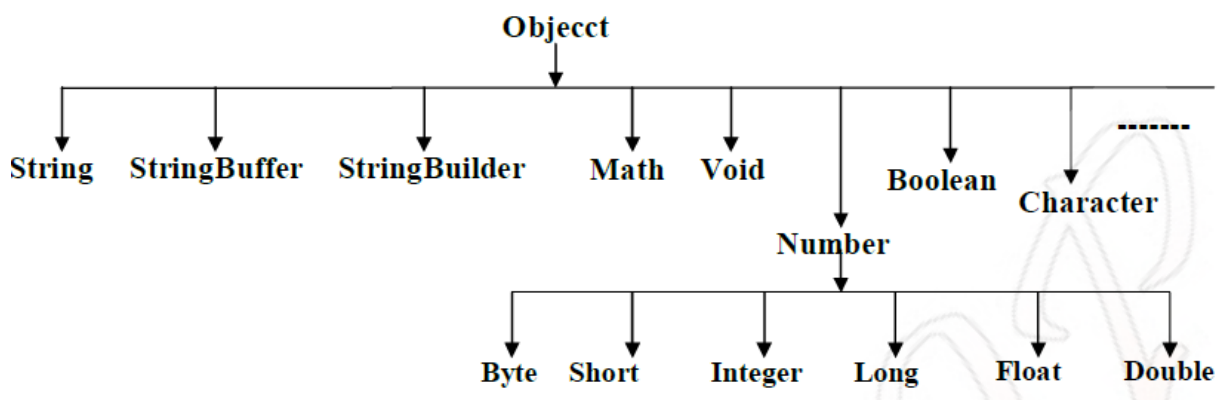 Objecct
-------
String StringBuffer StringBuilder Math Void Boolean Character
Number
Byte Short Integer Long Float Double